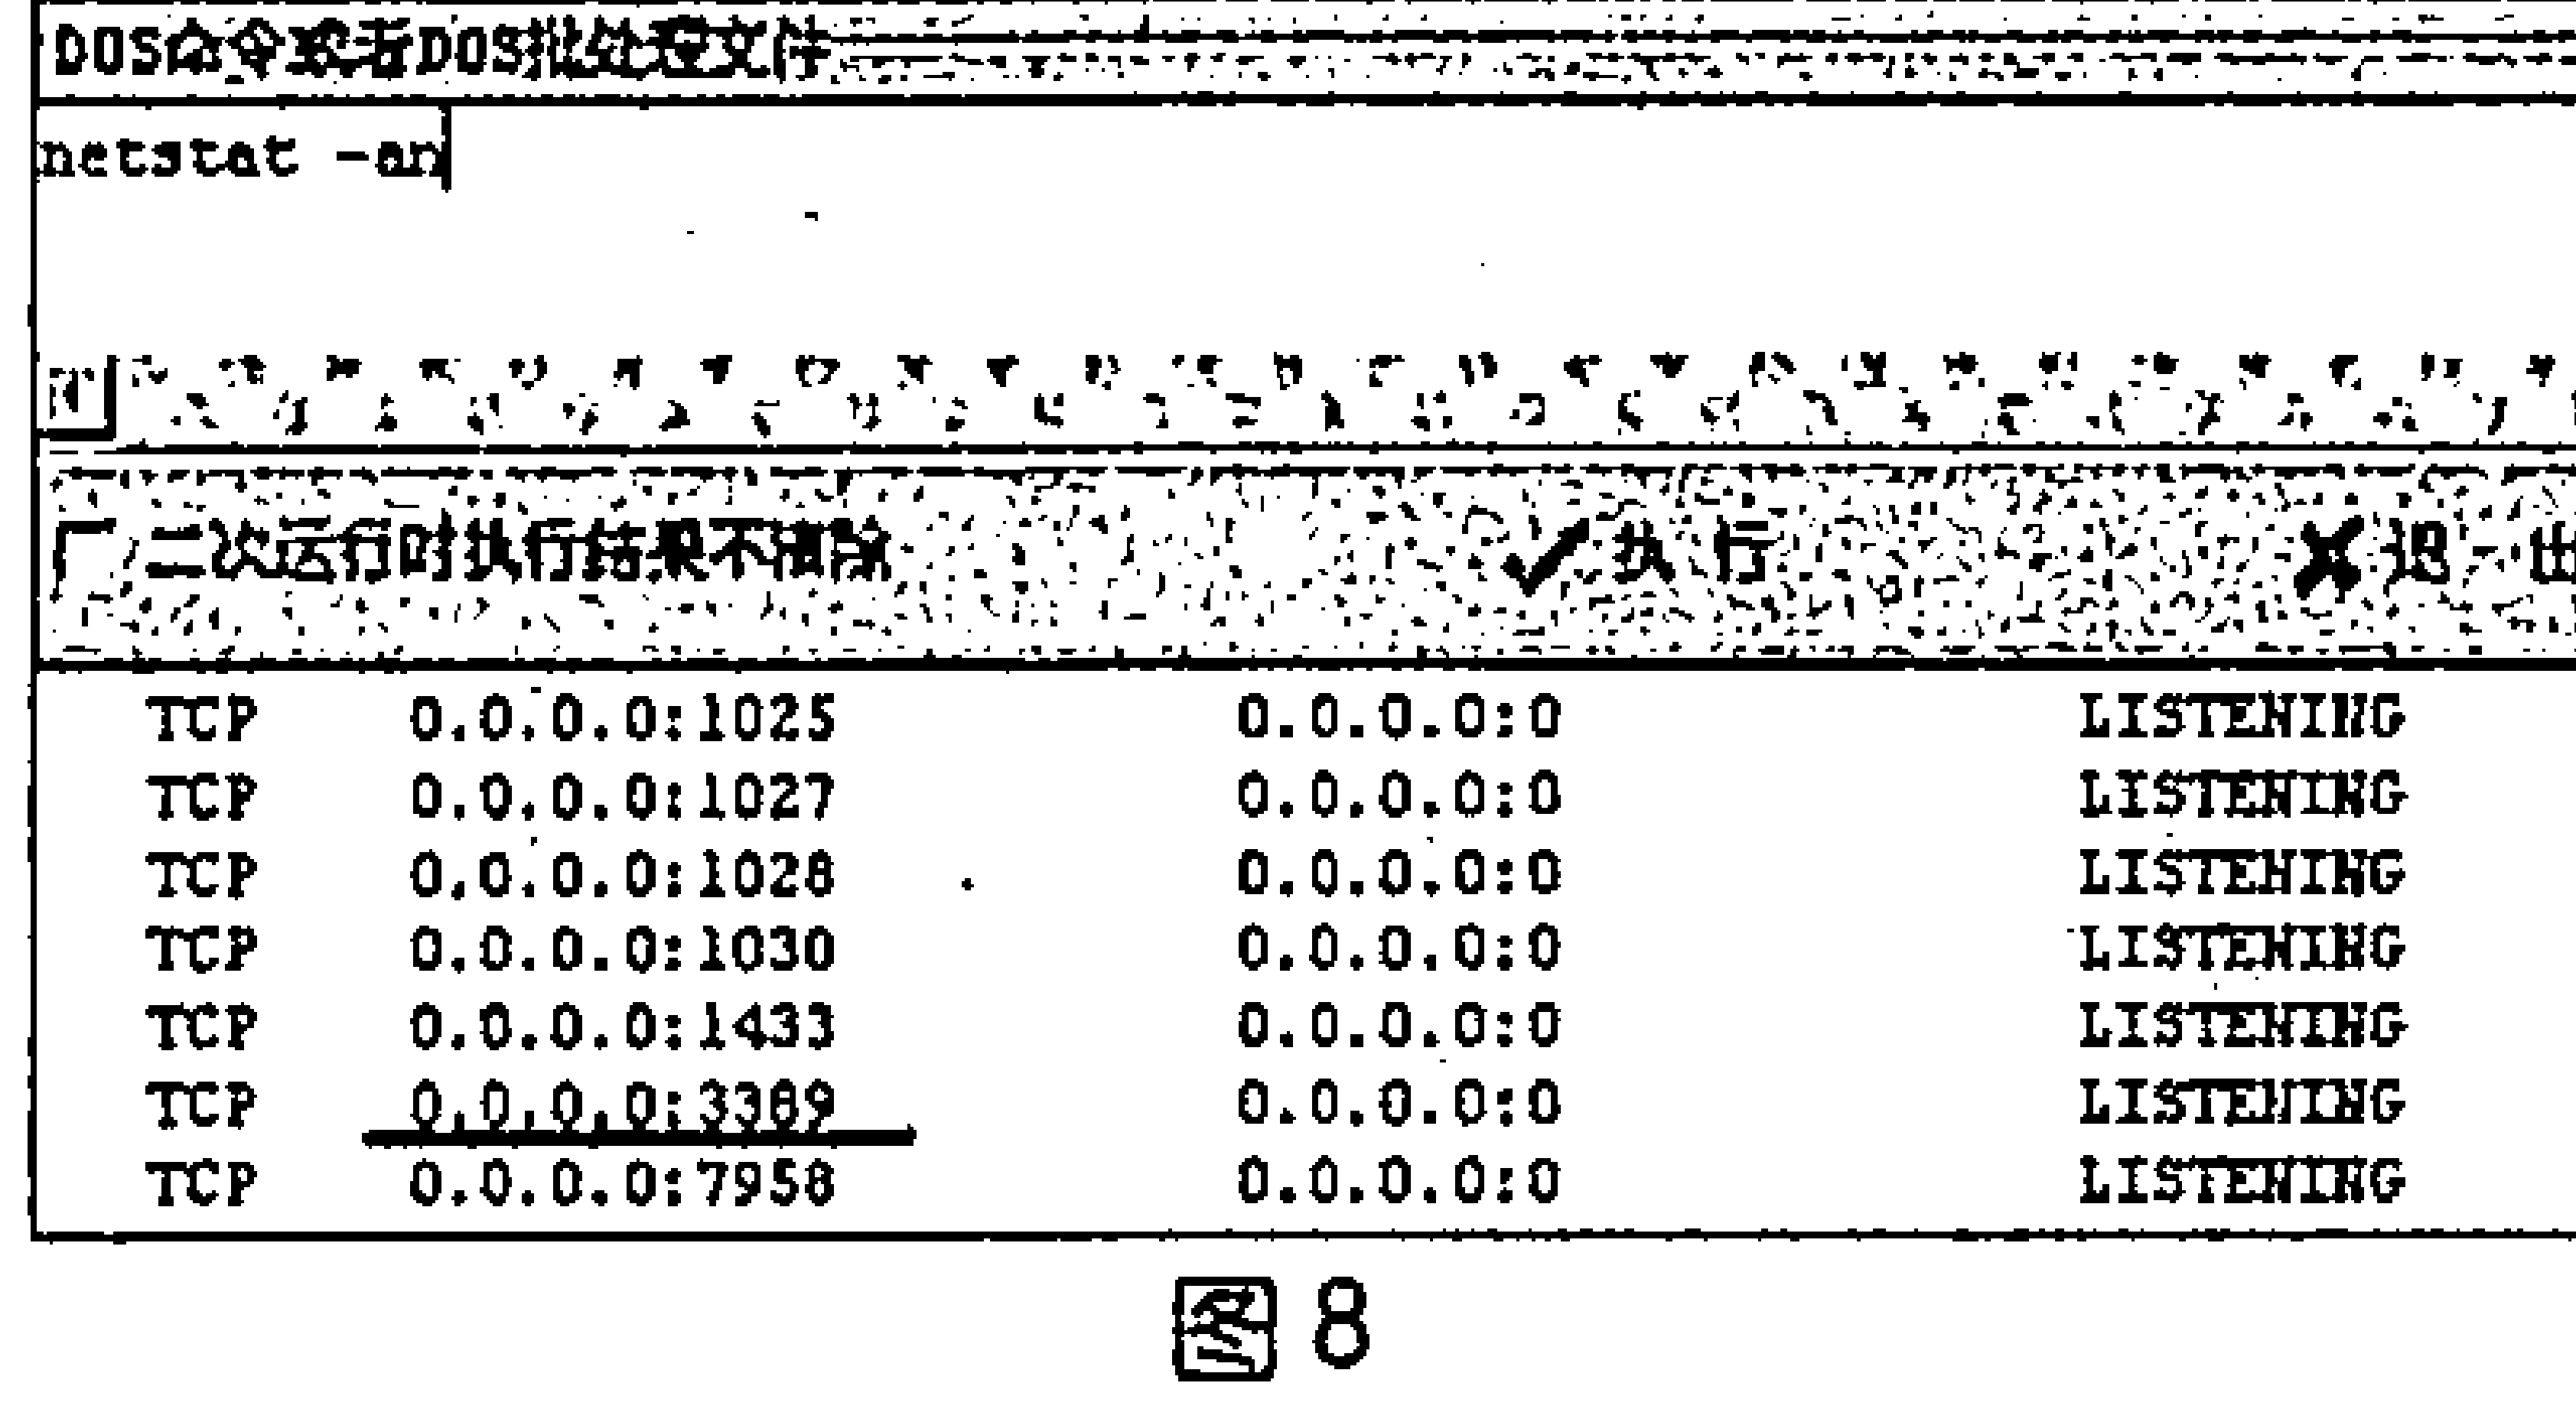 DOS命令或者DOS批处理文件
netstat -an
二次运行时执行结果不清除 执行 退 出
TCP 0.0.0.0:1025 0.0.0.0:0 LISTENING
TCP 0.0.0.0:1027 0.0.0.0:0 LISTENING
TCP 0.0.0.0:1028 0.0.0.0:0 LISTENING
TCP 0.0.0.0:1030 0.0.0.0:0 LISTENING
TCP 0.0.0.0:1433 0.0.0.0:0 LISTENING
TCP 0.0.0.0:3389 0.0.0.0:0 LISTENING
TCP 0.0.0.0:7958 0.0.0.0:0 LISTENING
图 8